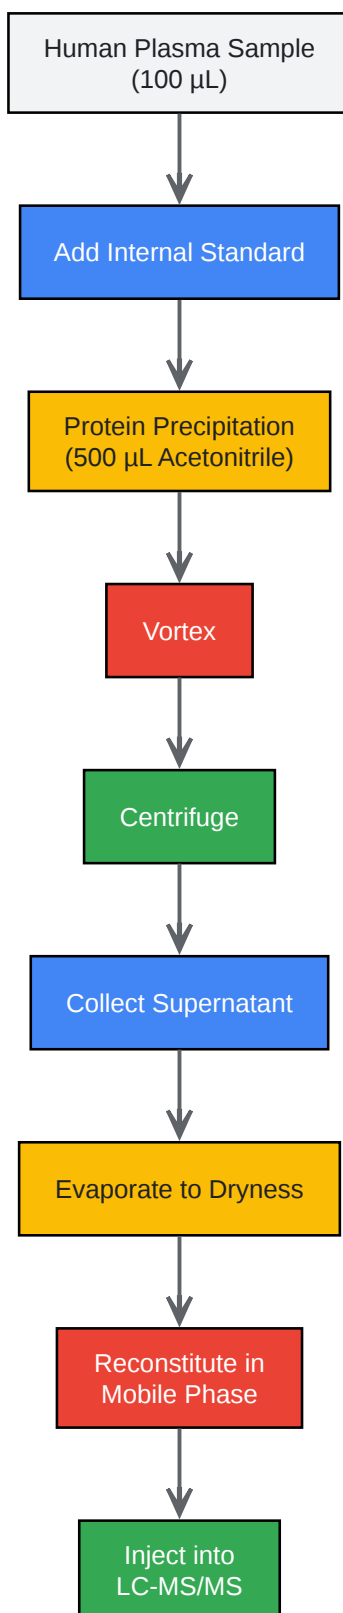 Human Plasma Sample
(100 µL)
Add Internal Standard
Protein Precipitation
(500 µL Acetonitrile)
Vortex
Centrifuge
Collect Supernatant
Evaporate to Dryness
Reconstitute in
Mobile Phase
Inject into
LC-MS/MS